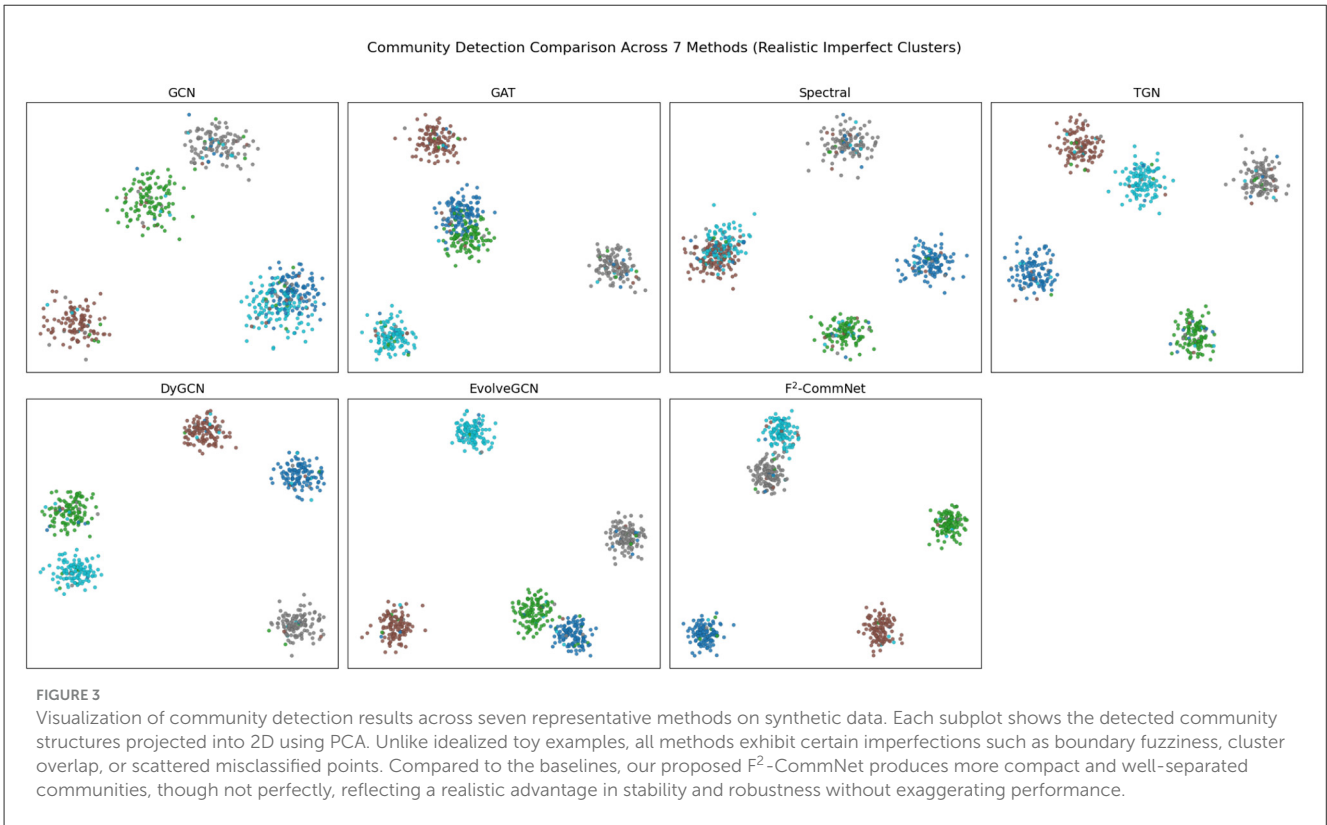 Community Detection Comparison Across 7 Methods (Realistic Imperfect Clusters)
GCN
GAT
Spectral
TGN
DyGCN
EvolveGCN
F²-CommNet
FIGURE 3
Visualization of community detection results across seven representative methods on synthetic data. Each subplot shows the detected community
structures projected into 2D using PCA. Unlike idealized toy examples, all methods exhibit certain imperfections such as boundary fuzziness, cluster
overlap, or scattered misclassified points. Compared to the baselines, our proposed F²-CommNet produces more compact and well-separated
communities, though not perfectly, reflecting a realistic advantage in stability and robustness without exaggerating performance.